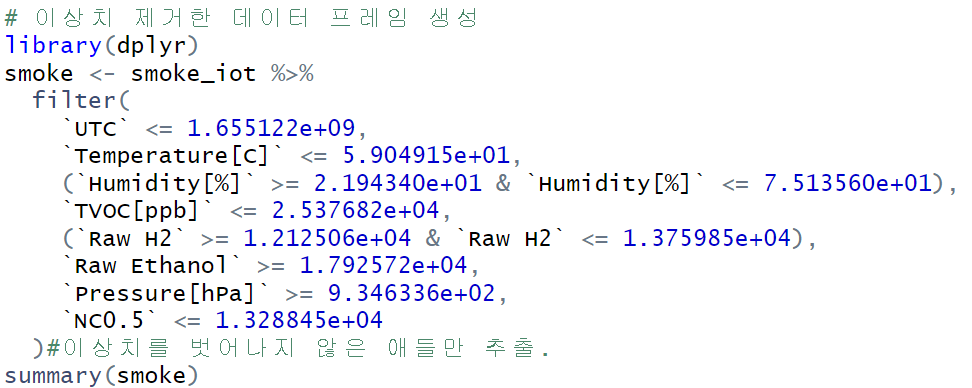 # 이상치 제거한 데이터 프레임 생성
library(dplyr)
smoke <- smoke_iot %>%
  filter(
    `UTC` <= 1.655122e+09,
    `Temperature[C]` <= 5.904915e+01,
    (`Humidity[%]` >= 2.194340e+01 & `Humidity[%]` <= 7.513560e+01),
    `TVOC[ppb]` <= 2.537682e+04,
    (`Raw H2` >= 1.212506e+04 & `Raw H2` <= 1.375985e+04),
    `Raw Ethanol` >= 1.792572e+04,
    `Pressure[hPa]` >= 9.346336e+02,
    `NC0.5` <= 1.328845e+04
  )#이상치를 벗어나지 않은 애들만 추출.
summary(smoke)